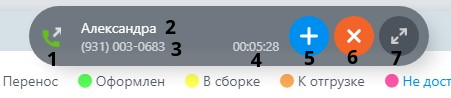 Александра 2
(931) 003-0683 3 00:05:28
1 4 5 6 7
Перенос Оформлен В сборке К отгрузке Не дост